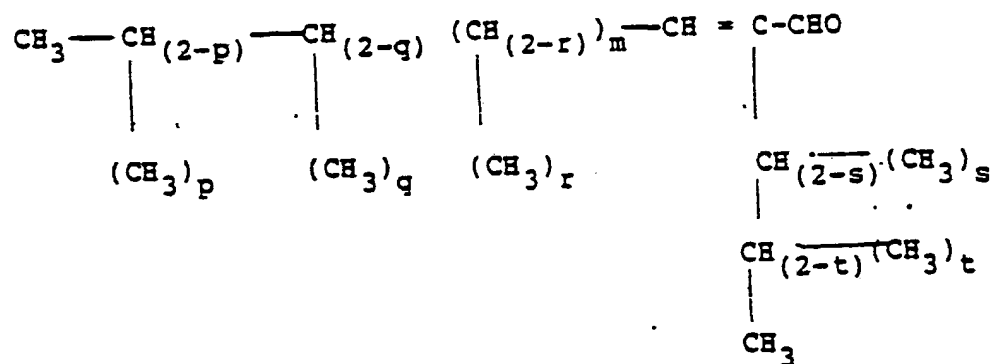 CH3—CH(2-p)—CH(2-q) (CH(2-r))m—CH = C-CHO
(CH3)p (CH3)q (CH3)r
CH(2-s)(CH3)s
CH(2-t)(CH3)t
CH3